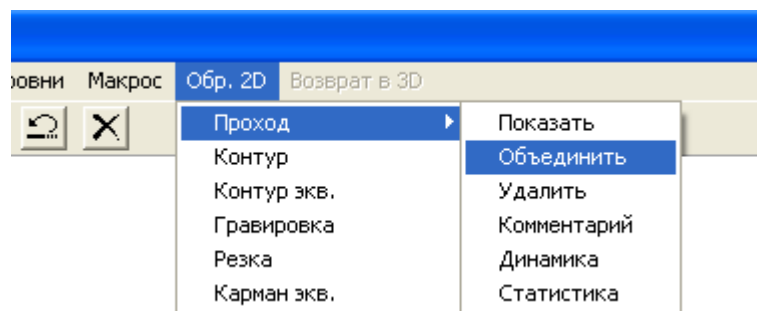 ровни Макрос Обр. 2D Возврат в 3D
Проход Показать
Контур Объединить
Контур экв. Удалить
Гравировка Комментарий
Резка Динамика
Карман экв. Статистика